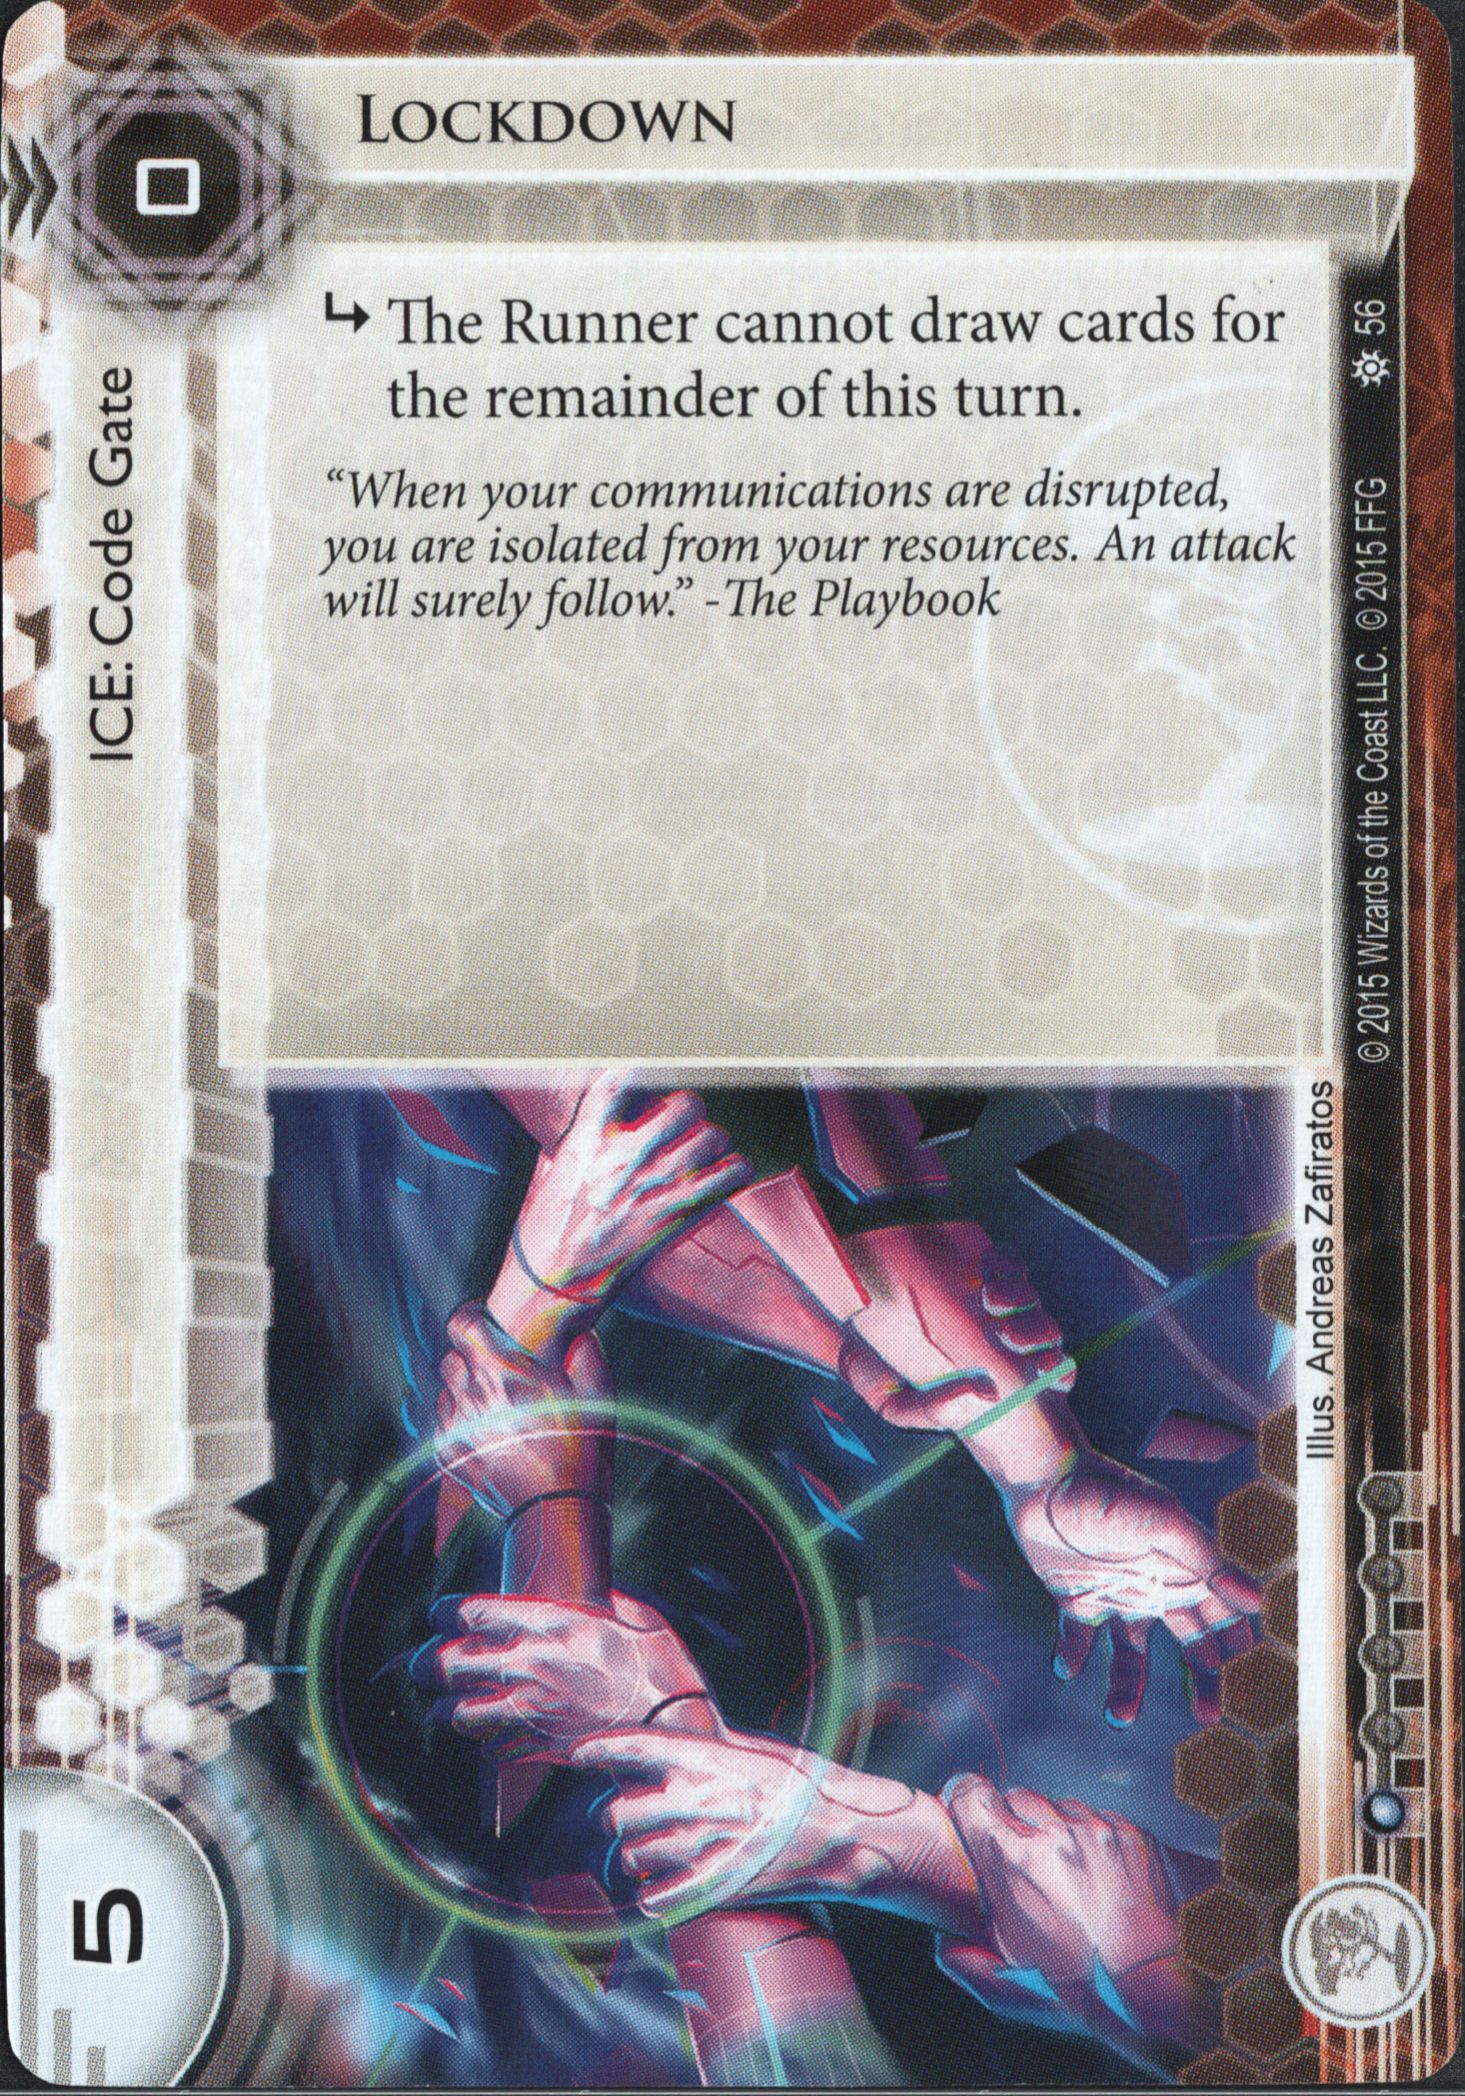 LOCKDOWN
The Runner cannot draw cards for
the remainder of this turn.
“When your communications are disrupted,
you are isolated from your resources. An attack
will surely follow.” -The Playbook
ICE: Code Gate
5
Illus. Andreas Zafiratos
© 2015 Wizards of the Coast LLC. © 2015 FFG 56